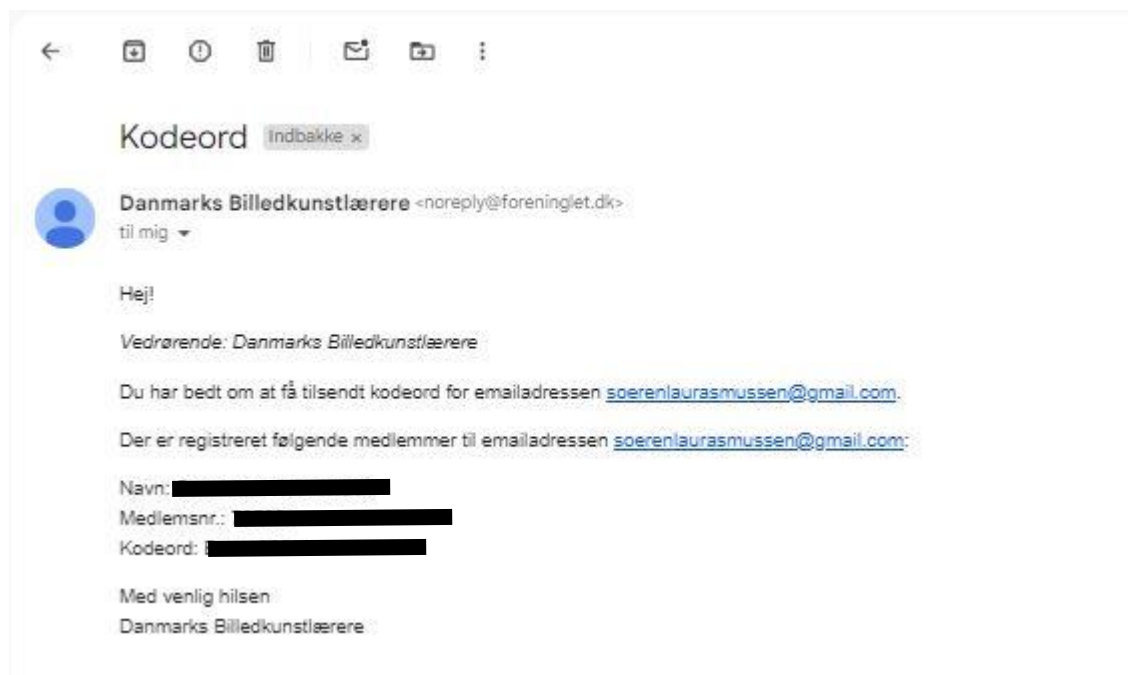 Kodeord Indbakke x
Danmarks Billedkunstlærere <noreply@foreninglet.dk>
til mig
Hej!
Vedrørende: Danmarks Billedkunstlærere
Du har bedt om at få tilsendt kodeord for emailadressen soerenlaurasmussen@gmail.com.
Der er registreret følgende medlemmer til emailadressen soerenlaurasmussen@gmail.com:
Navn:
Medlemsnr.:
Kodeord:
Med venlig hilsen
Danmarks Billedkunstlærere